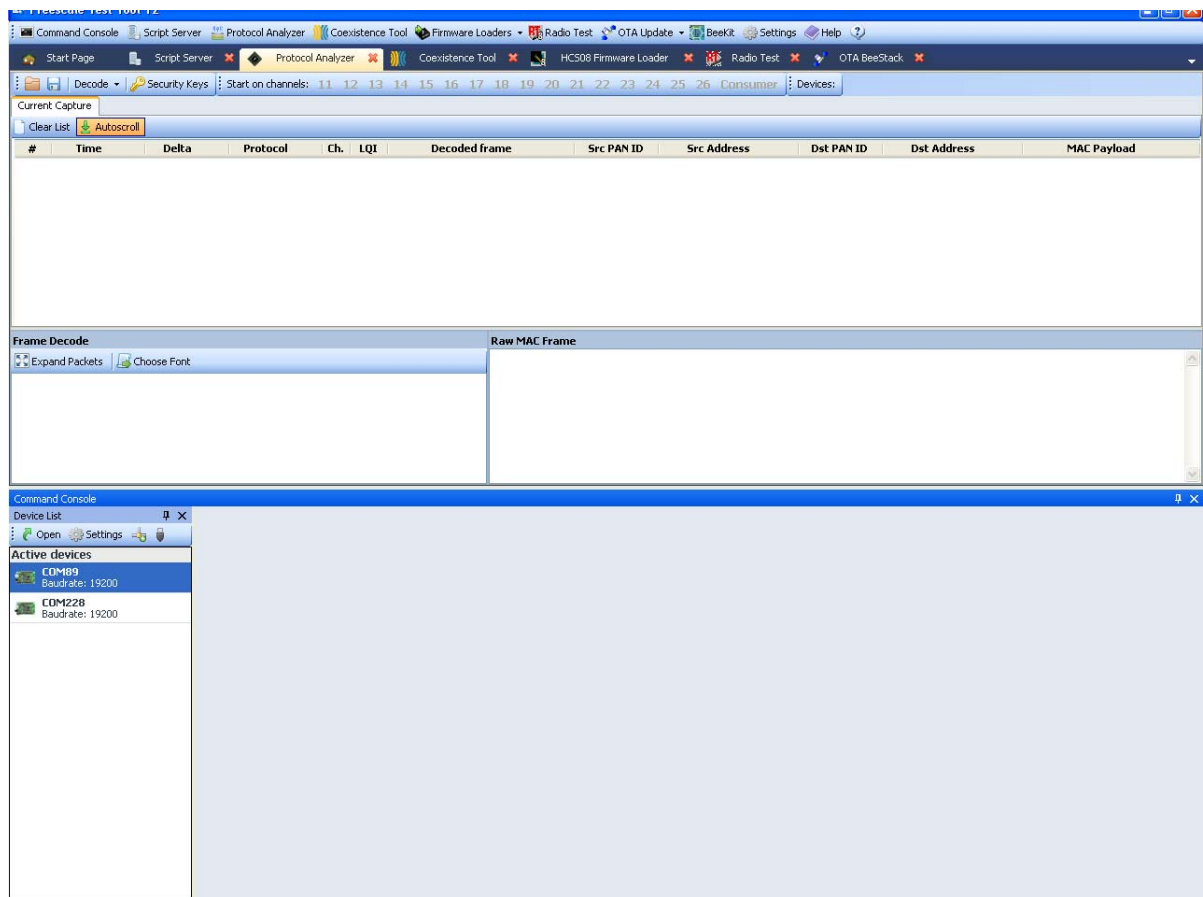 Freescale Test Tool 12
Command Console Script Server Protocol Analyzer Coexistence Tool Firmware Loaders Radio Test OTA Update BeeKit Settings Help
Start Page Script Server Protocol Analyzer Coexistence Tool HCS08 Firmware Loader Radio Test OTA BeeStack
Decode Security Keys Start on channels: 11 12 13 14 15 16 17 18 19 20 21 22 23 24 25 26 Consumer Devices:
Current Capture
Clear List Autoscroll
# Time Delta Protocol Ch. LQI Decoded frame Src PAN ID Src Address Dst PAN ID Dst Address MAC Payload
Frame Decode Raw MAC Frame
Expand Packets Choose Font
Command Console
Device List
Open Settings
Active devices
COM89
Baudrate: 19200
COM228
Baudrate: 19200